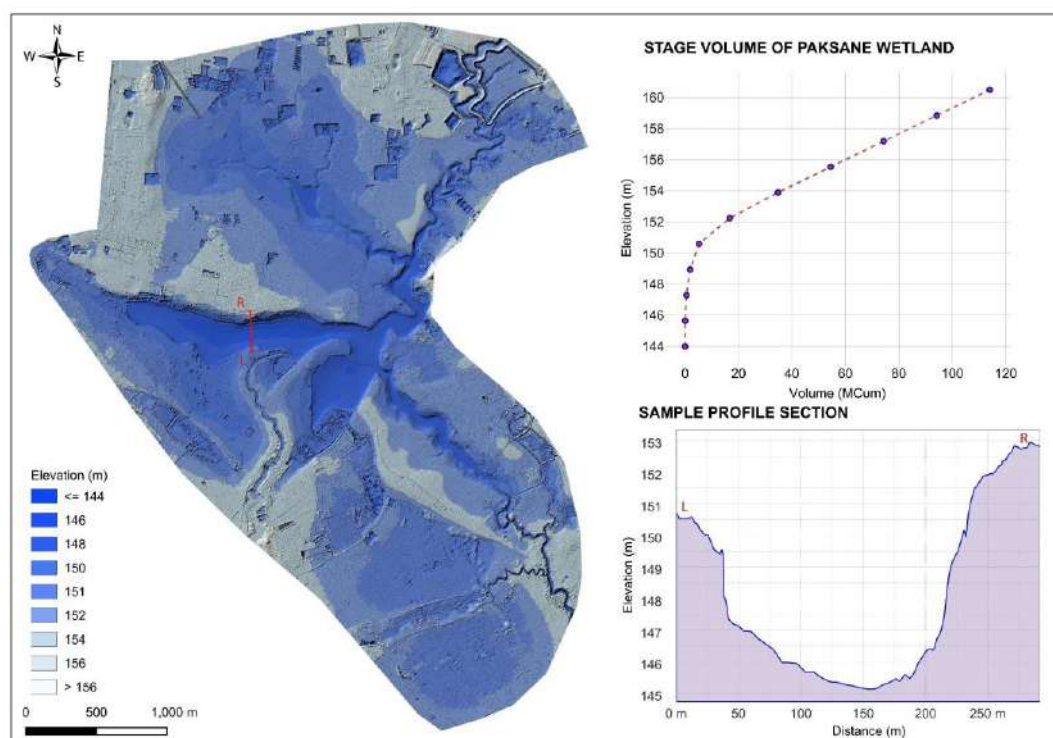 N
W E
S
R
L
Elevation (m)
<= 144
146
148
150
151
152
154
156
> 156
0 500 1,000 m
STAGE VOLUME OF PAKSANE WETLAND
Elevation (m)
160
158
156
154
152
150
148
146
144
0 20 40 60 80 100 120
Volume (MCum)
SAMPLE PROFILE SECTION
Elevation (m)
153
152
151
150
149
148
147
146
145
L
R
0 m 50 100 150 200 250 m
Distance (m)